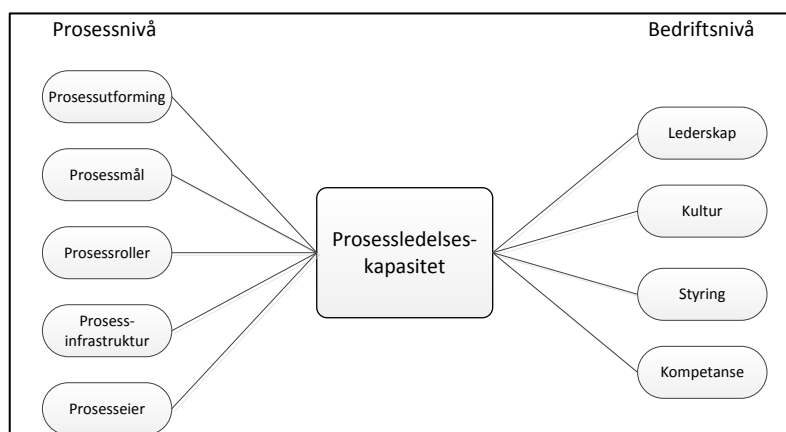 Prosessnivå
Bedriftsnivå
Prosessutforming
Prosessmål
Prosessroller
Prosess-
infrastruktur
Prosesseier
Prosessledelses-
kapasitet
Lederskap
Kultur
Styring
Kompetanse